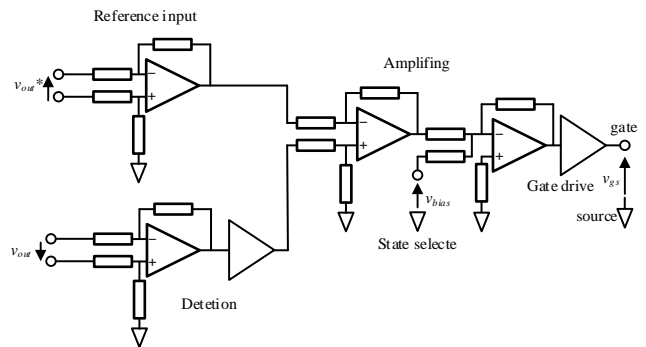 Reference input
v_out*
−
+
Amplifing
−
+
−
+
gate
Gate drive
v_gs
v_bias
source
State selecte
v_out
−
+
Detetion